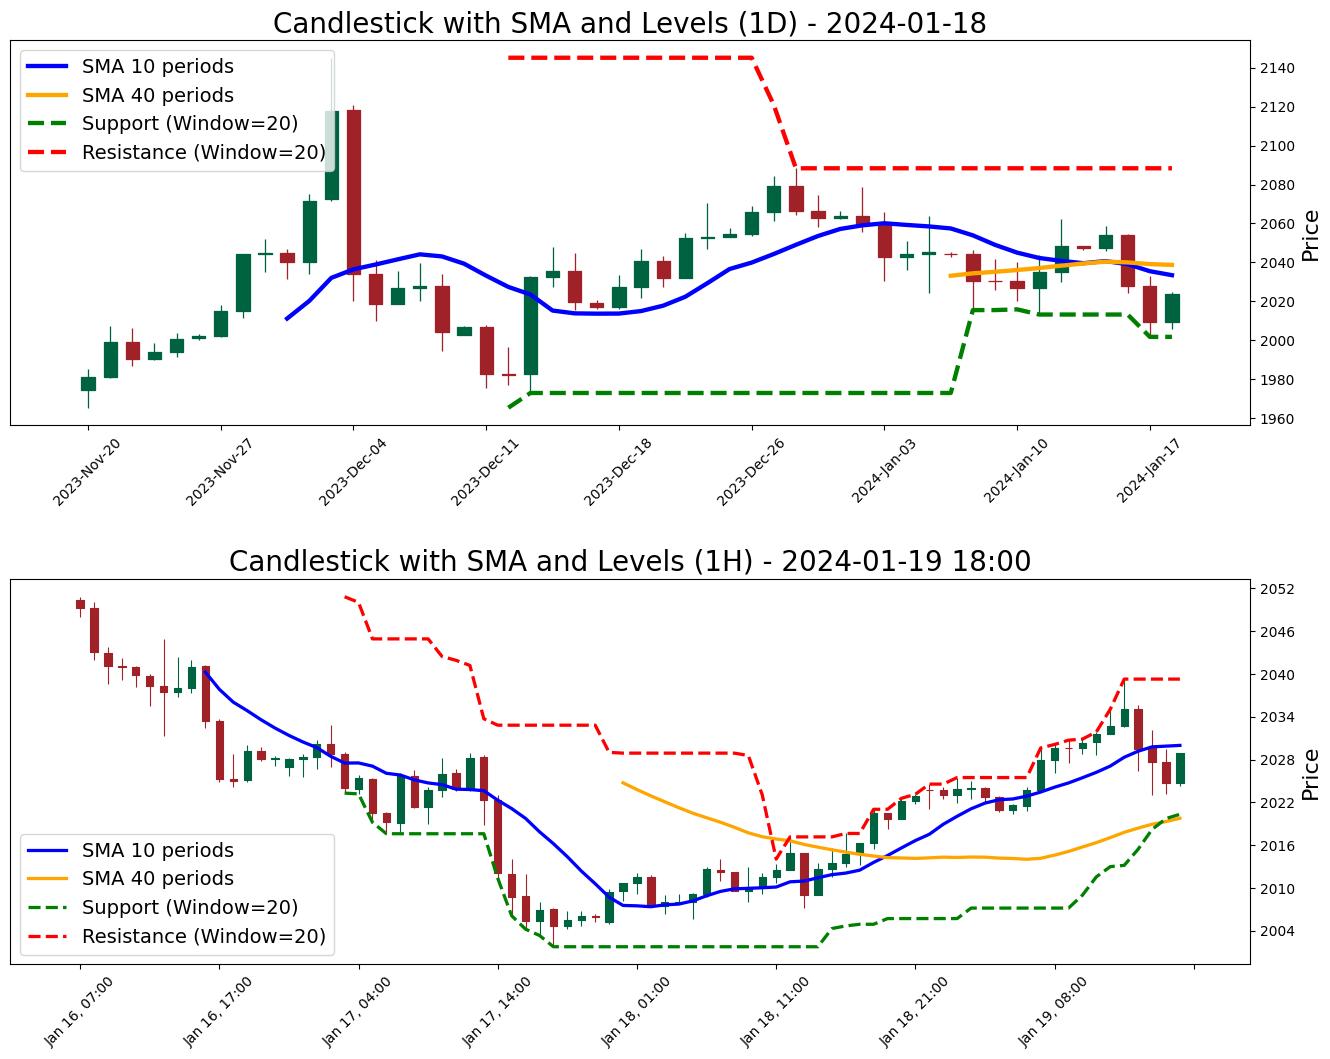 Candlestick with SMA and Levels (1D) - 2024-01-18
SMA 10 periods
SMA 40 periods
Support (Window=20)
Resistance (Window=20)
2140
2120
2100
2080
2060
2040
2020
2000
1980
1960
Price
2023-Nov-20
2023-Nov-27
2023-Dec-04
2023-Dec-11
2023-Dec-18
2023-Dec-26
2024-Jan-03
2024-Jan-10
2024-Jan-17
Candlestick with SMA and Levels (1H) - 2024-01-19 18:00
2052
2046
2040
2034
2028
2022
2016
2010
2004
Price
SMA 10 periods
SMA 40 periods
Support (Window=20)
Resistance (Window=20)
Jan 16, 07:00
Jan 16, 17:00
Jan 17, 04:00
Jan 17, 14:00
Jan 18, 01:00
Jan 18, 11:00
Jan 18, 21:00
Jan 19, 08:00